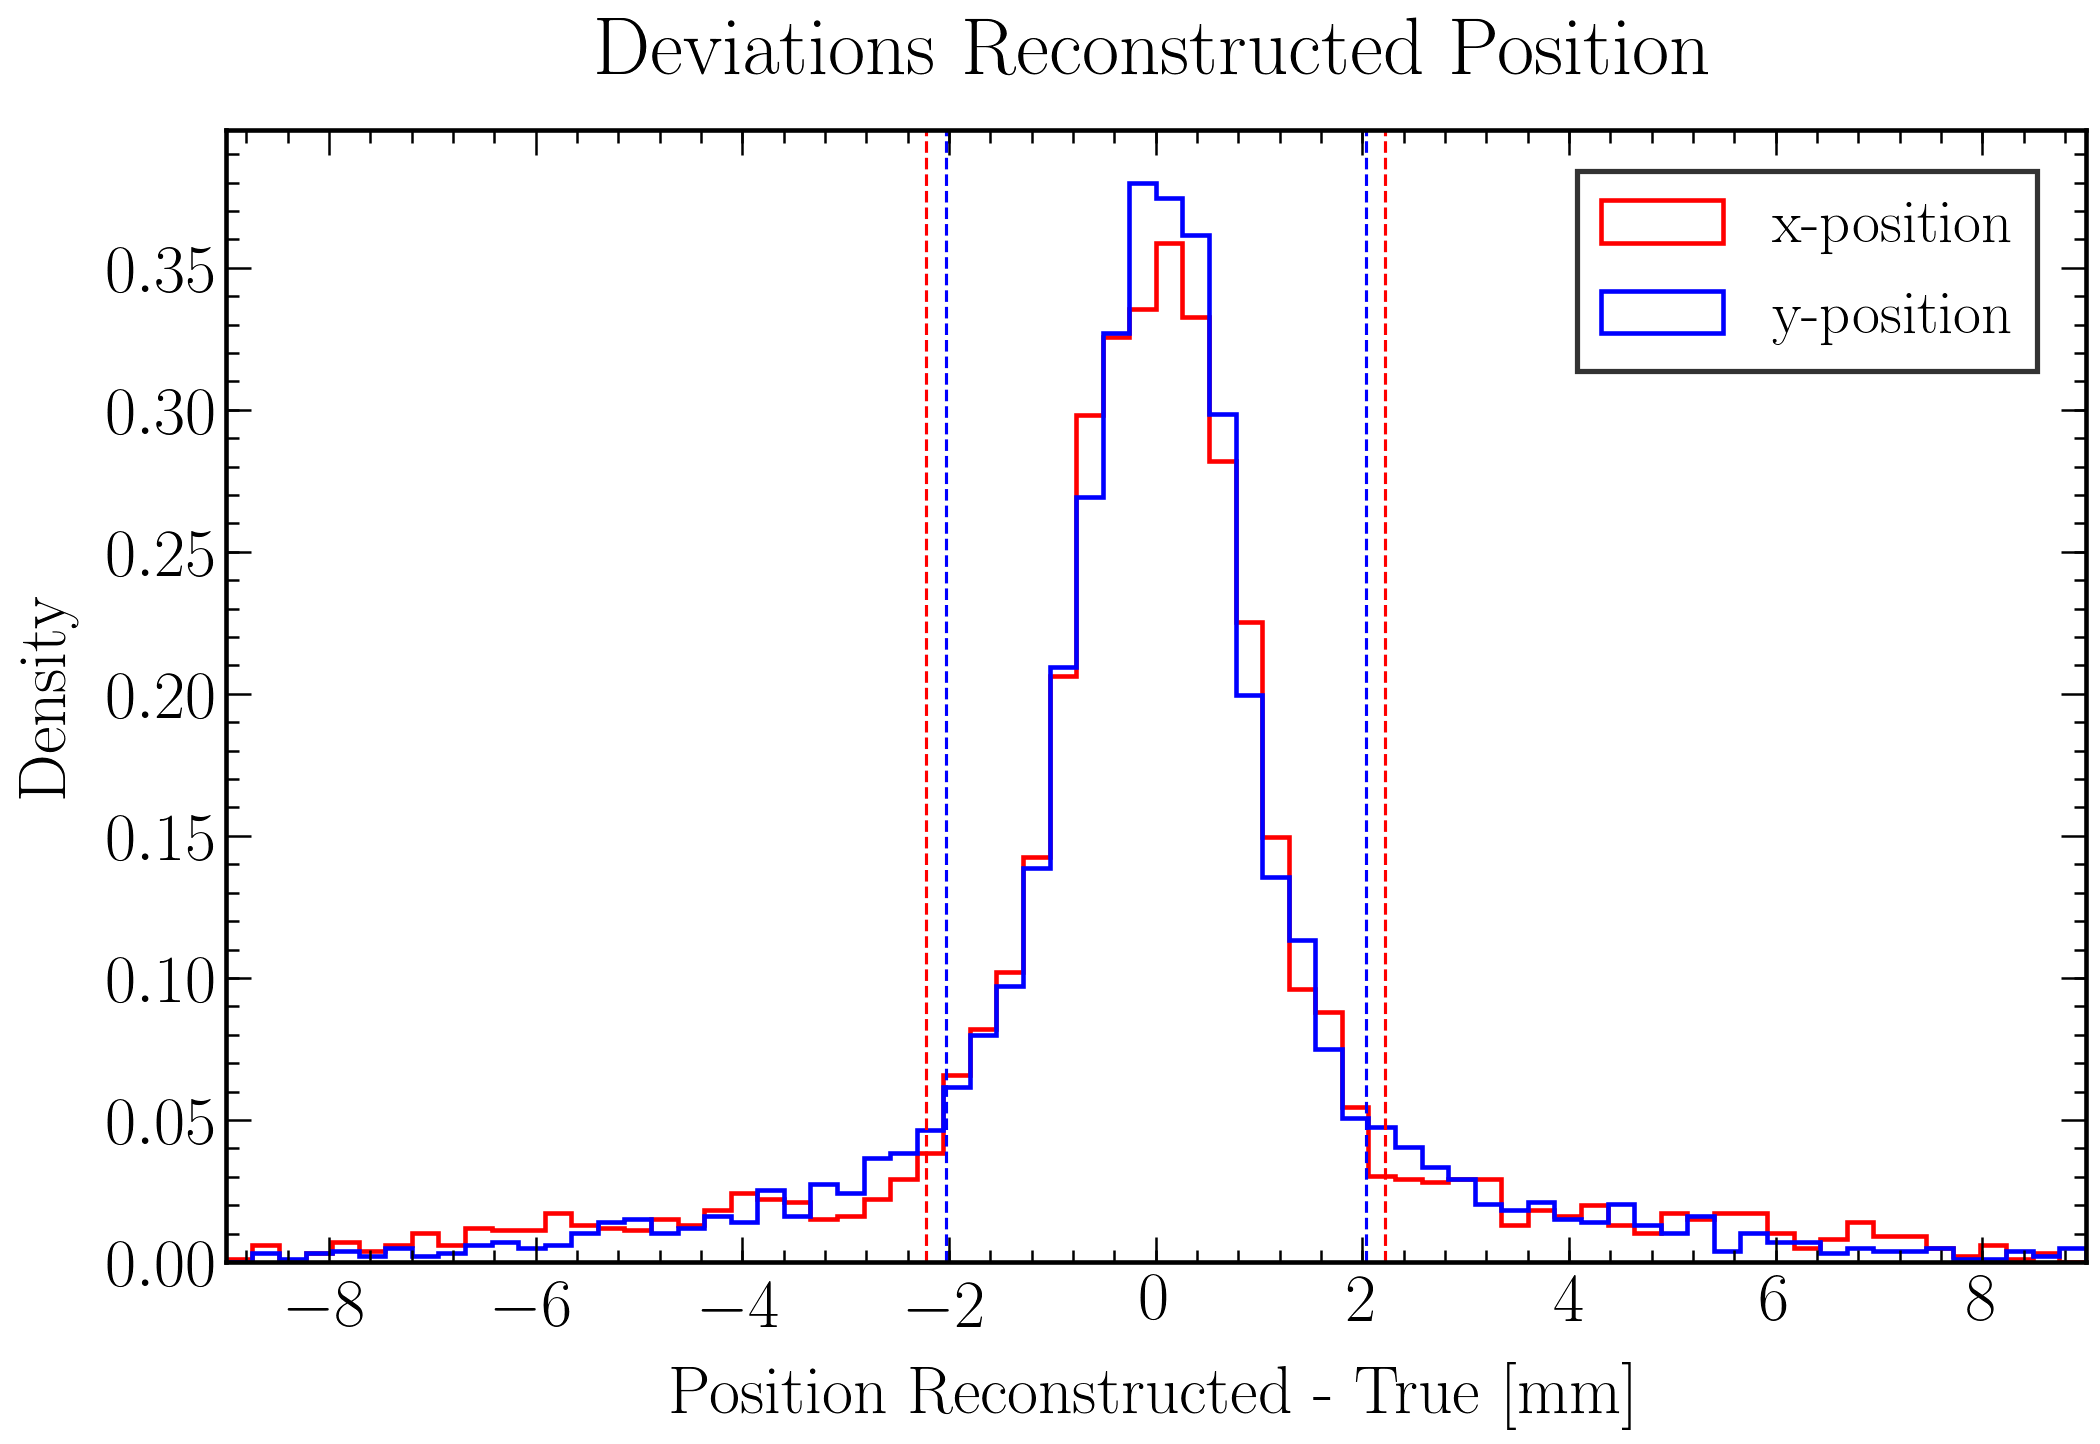 Deviations Reconstructed Position
x-position
y-position
Density
0.35
0.30
0.25
0.20
0.15
0.10
0.05
0.00
−8 −6 −4 −2 0 2 4 6 8
Position Reconstructed - True [mm]